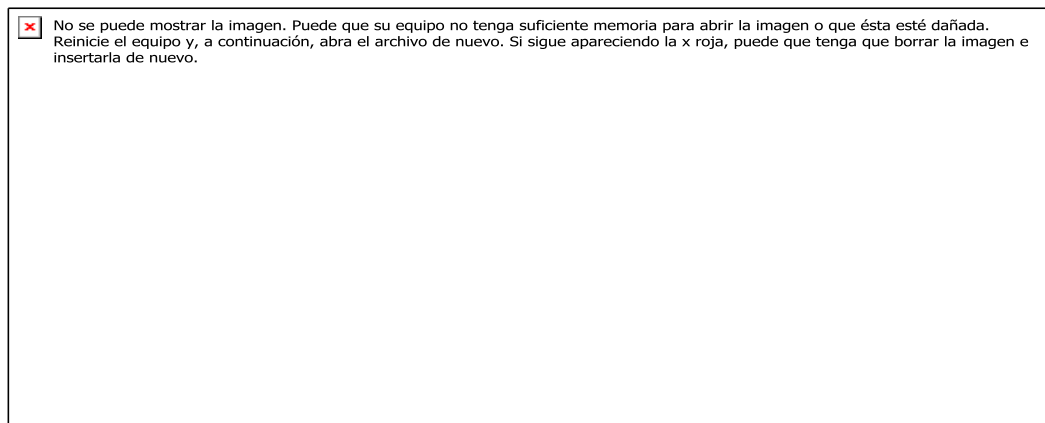 No se puede mostrar la imagen. Puede que su equipo no tenga suficiente memoria para abrir la imagen o que ésta esté dañada.
Reinicie el equipo y, a continuación, abra el archivo de nuevo. Si sigue apareciendo la x roja, puede que tenga que borrar la imagen e
insertarla de nuevo.